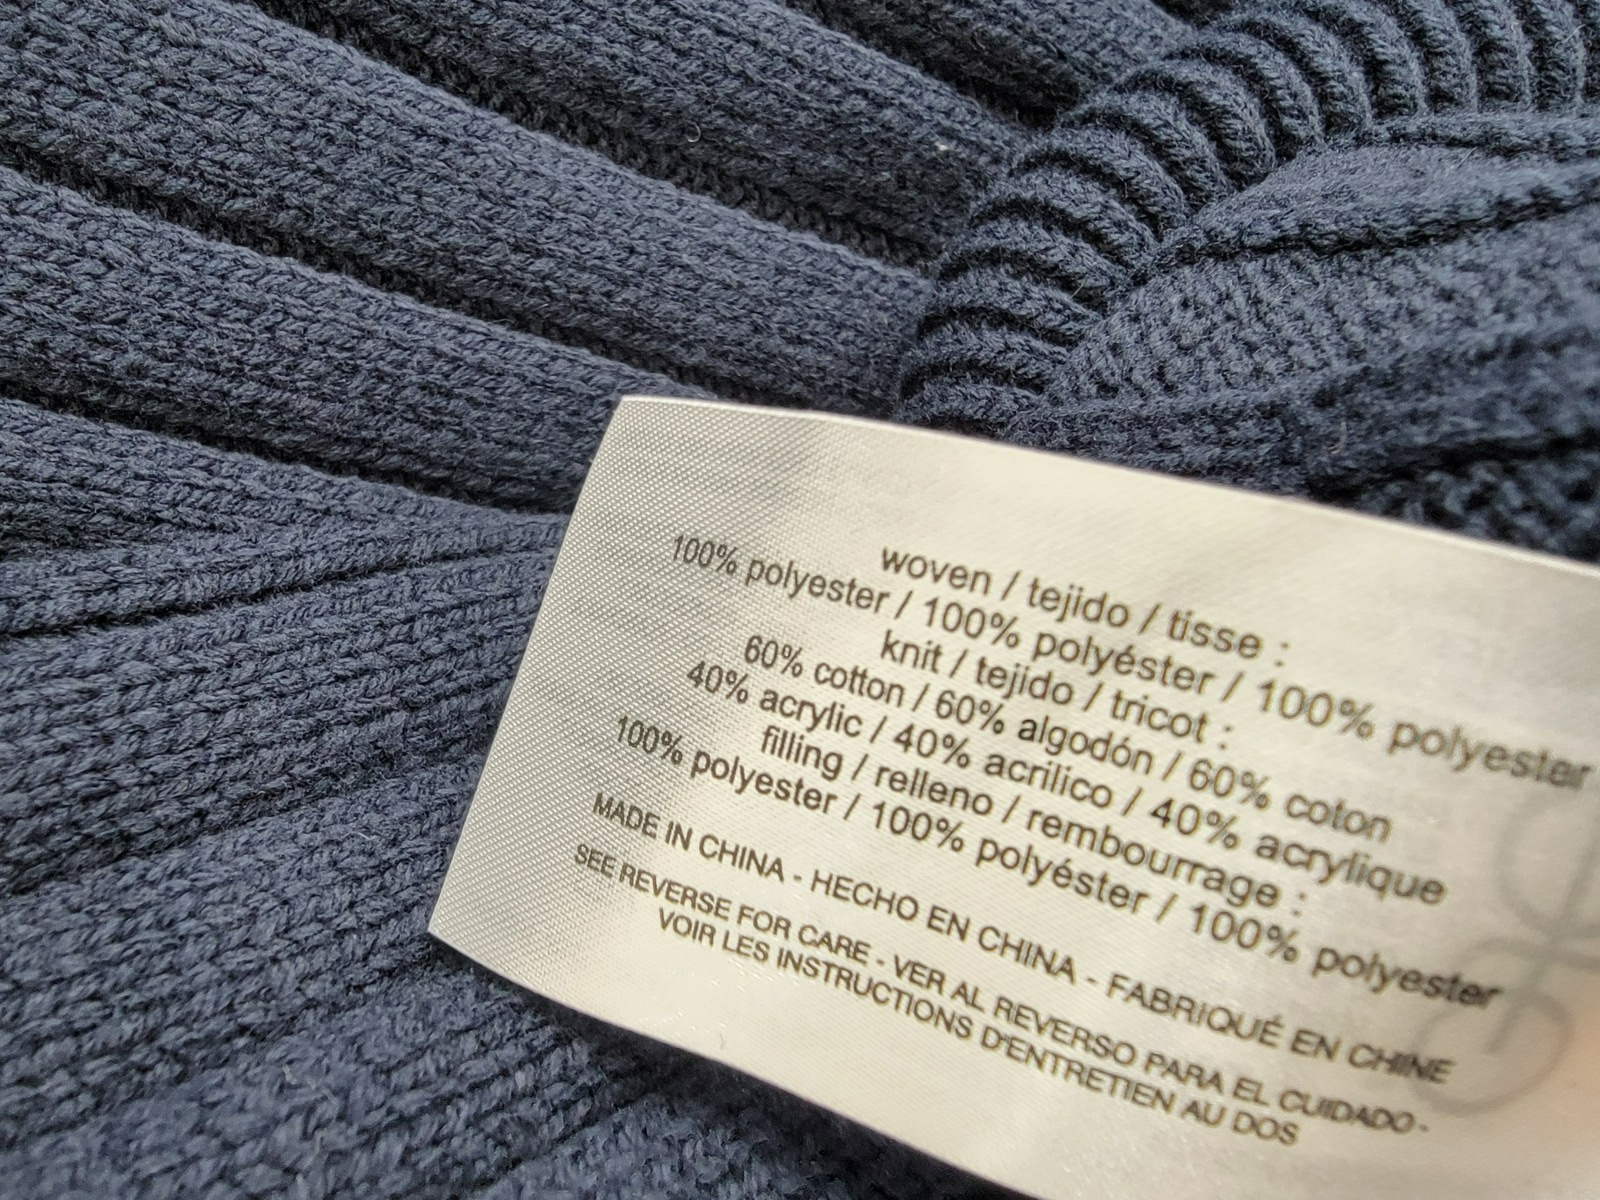 woven / tejido / tisse :
100% polyester / 100% polyéster / 100% polyester
knit / tejido / tricot :
60% cotton / 60% algodón / 60% coton
40% acrylic / 40% acrilico / 40% acrylique
filling / relleno / rembourrage :
100% polyester / 100% polyéster / 100% polyester
MADE IN CHINA - HECHO EN CHINA - FABRIQUÉ EN CHINE
SEE REVERSE FOR CARE - VER AL REVERSO PARA EL CUIDADO -
VOIR LES INSTRUCTIONS D'ENTRETIEN AU DOS